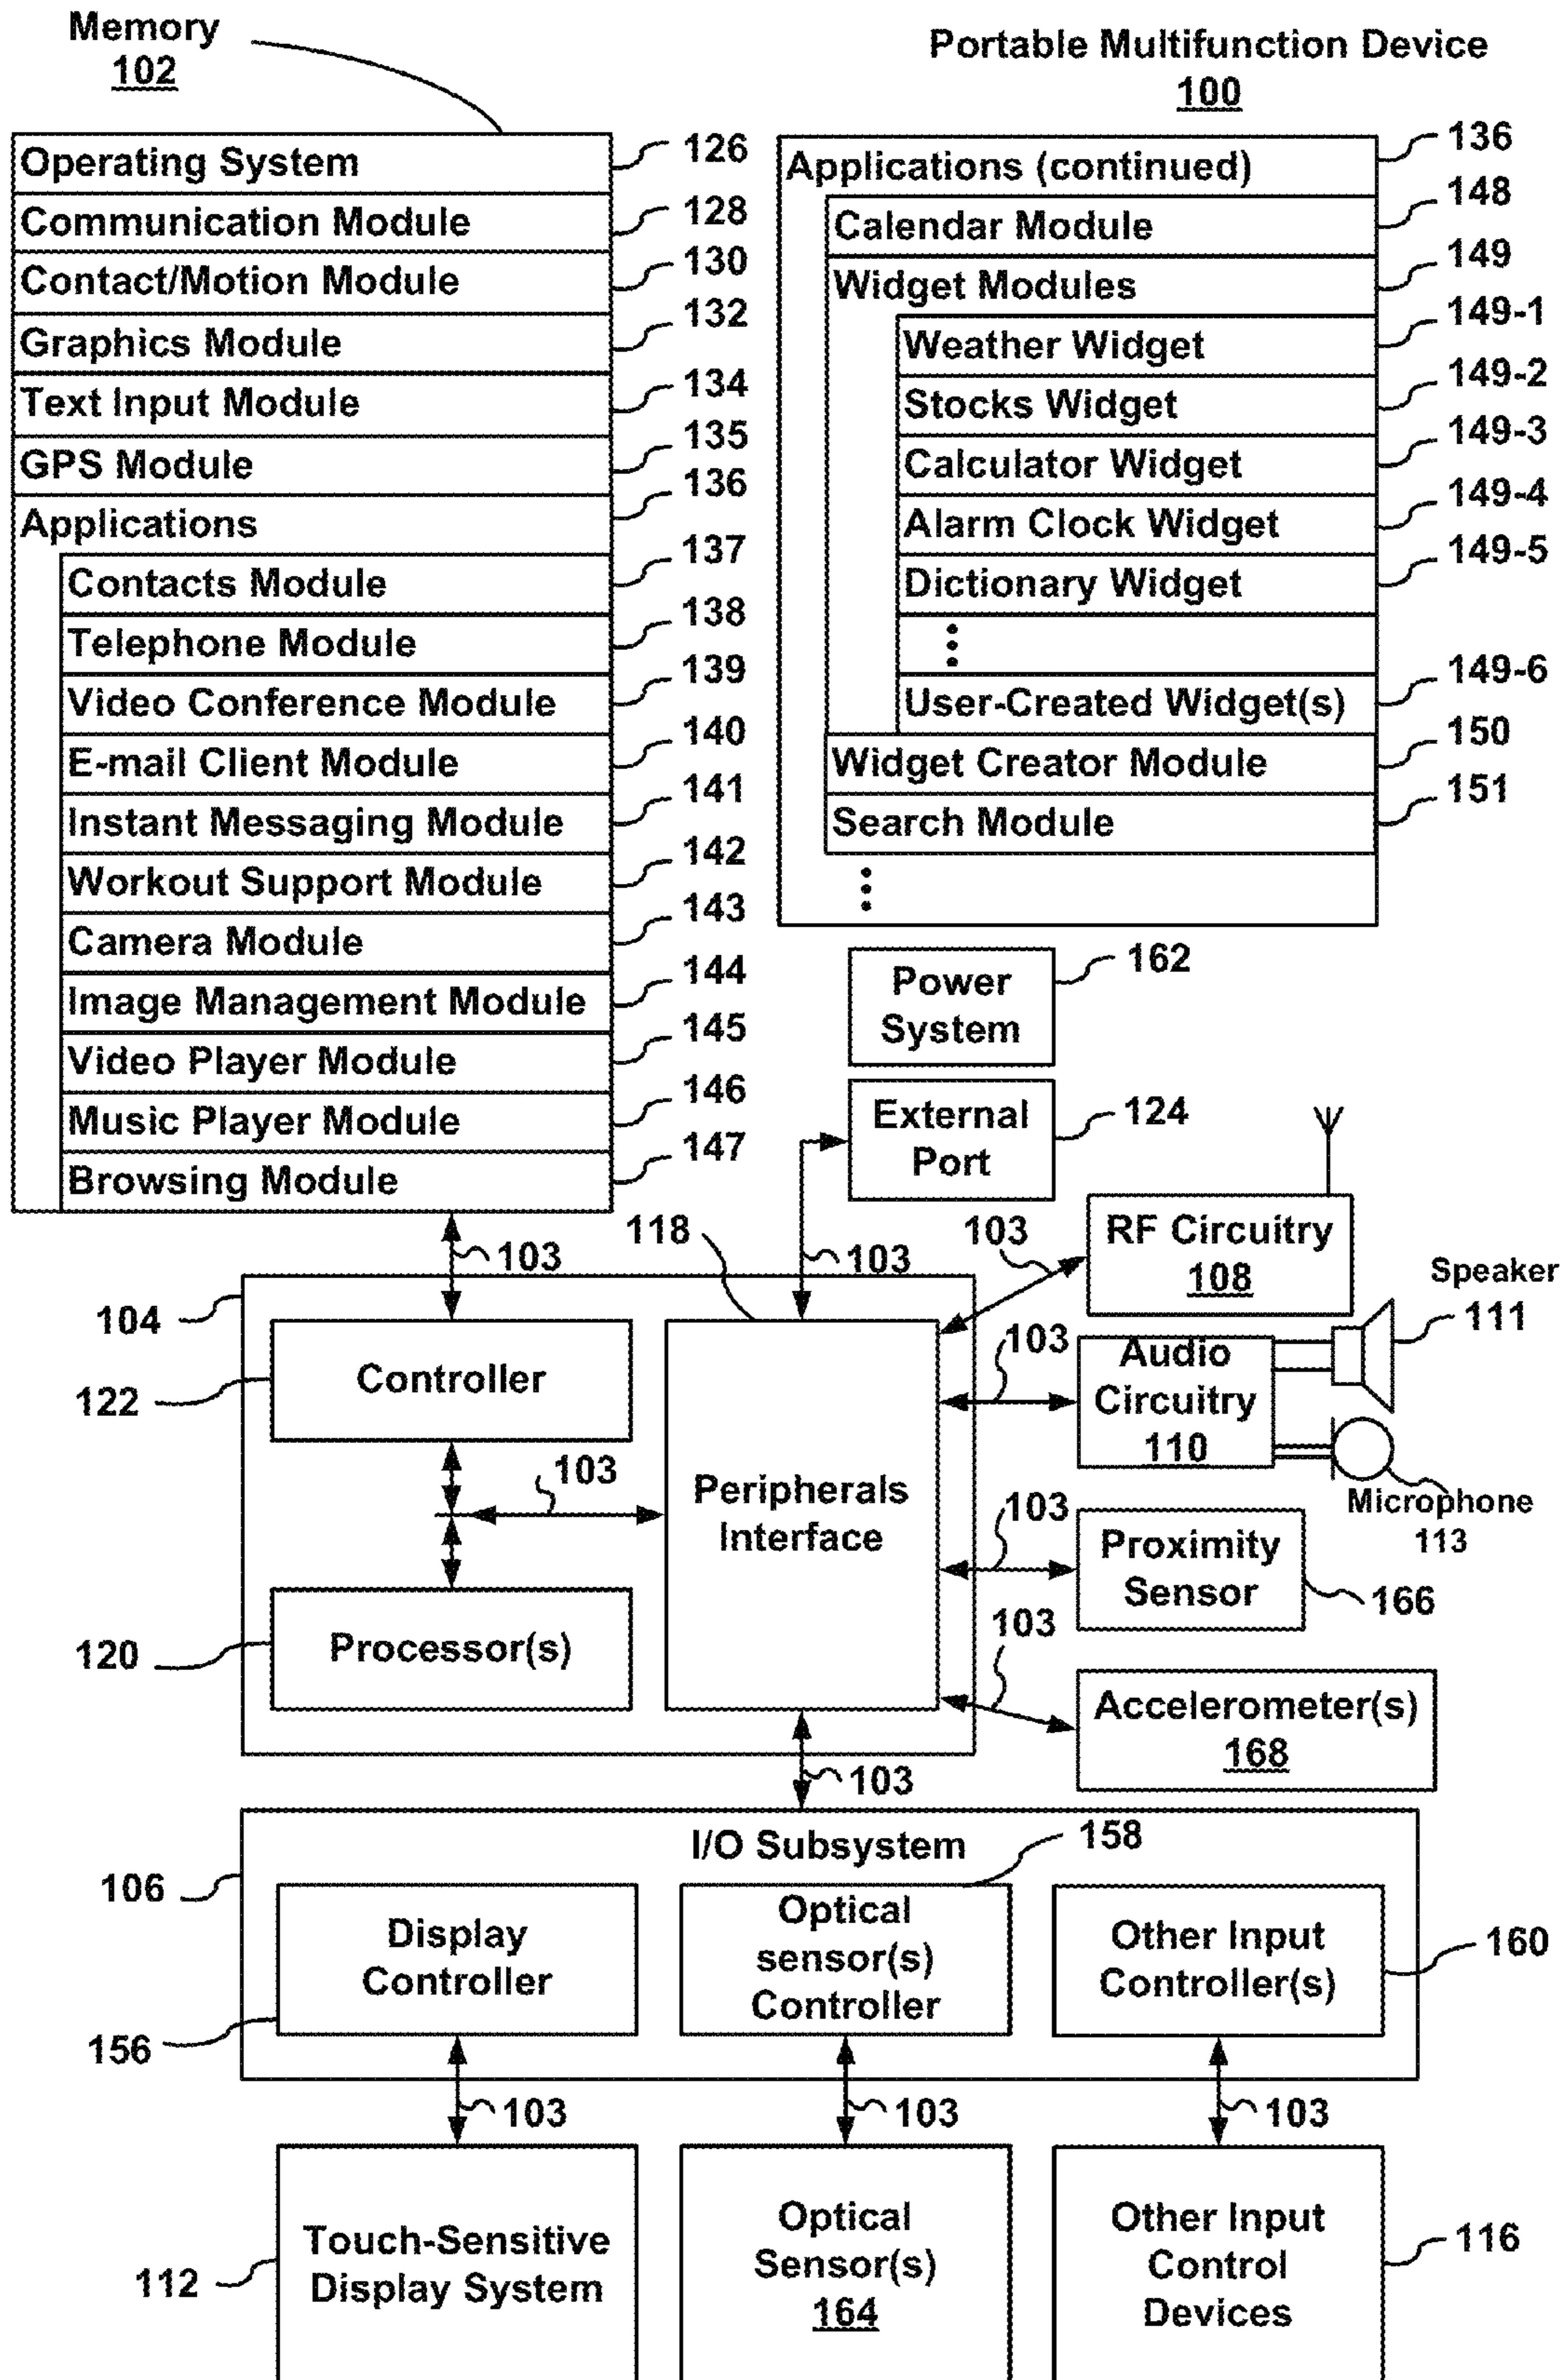 Memory
102
Portable Multifunction Device
100
Operating System 126
Communication Module 128
Contact/Motion Module 130
Graphics Module 132
Text Input Module 134
GPS Module 135
Applications 136
Contacts Module 137
Telephone Module 138
Video Conference Module 139
E-mail Client Module 140
Instant Messaging Module 141
Workout Support Module 142
Camera Module 143
Image Management Module 144
Video Player Module 145
Music Player Module 146
Browsing Module 147
Applications (continued) 136
Calendar Module 148
Widget Modules 149
Weather Widget 149-1
Stocks Widget 149-2
Calculator Widget 149-3
Alarm Clock Widget 149-4
Dictionary Widget 149-5
User-Created Widget(s) 149-6
Widget Creator Module 150
Search Module 151
Power
System
162
External
Port
124
103
118
103
103
RF Circuitry
108
Speaker
111
104
Controller
122
103
Audio
Circuitry
110
Microphone
113
103
Peripherals
Interface
103
Proximity
Sensor
166
Processor(s)
120
103
Accelerometer(s)
168
103
I/O Subsystem
158
106
Display
Controller
156
Optical
sensor(s)
Controller
Other Input
Controller(s)
160
103
103
103
Touch-Sensitive
Display System
112
Optical
Sensor(s)
164
Other Input
Control
Devices
116